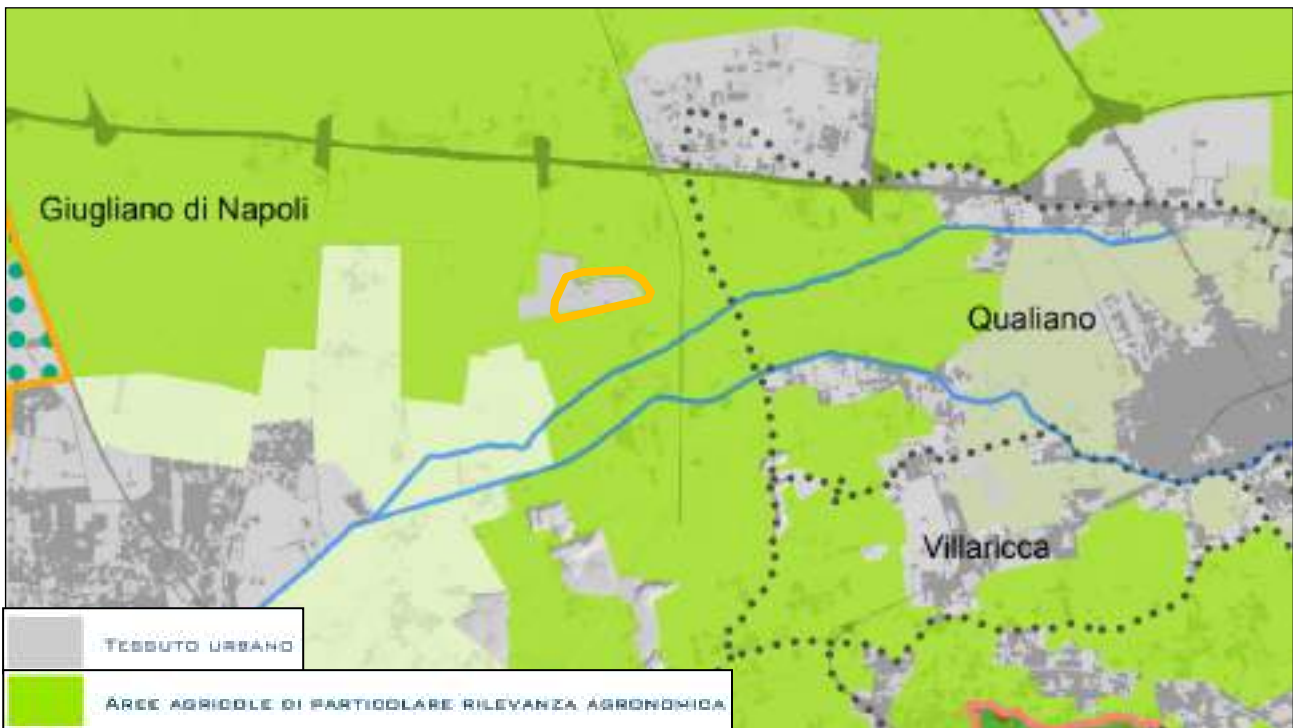 Giugliano di Napoli
Qualiano
Villaricca
TESSUTO URBANO
AREE AGRICOLE DI PARTICOLARE RILEVANZA AGRONOMICA